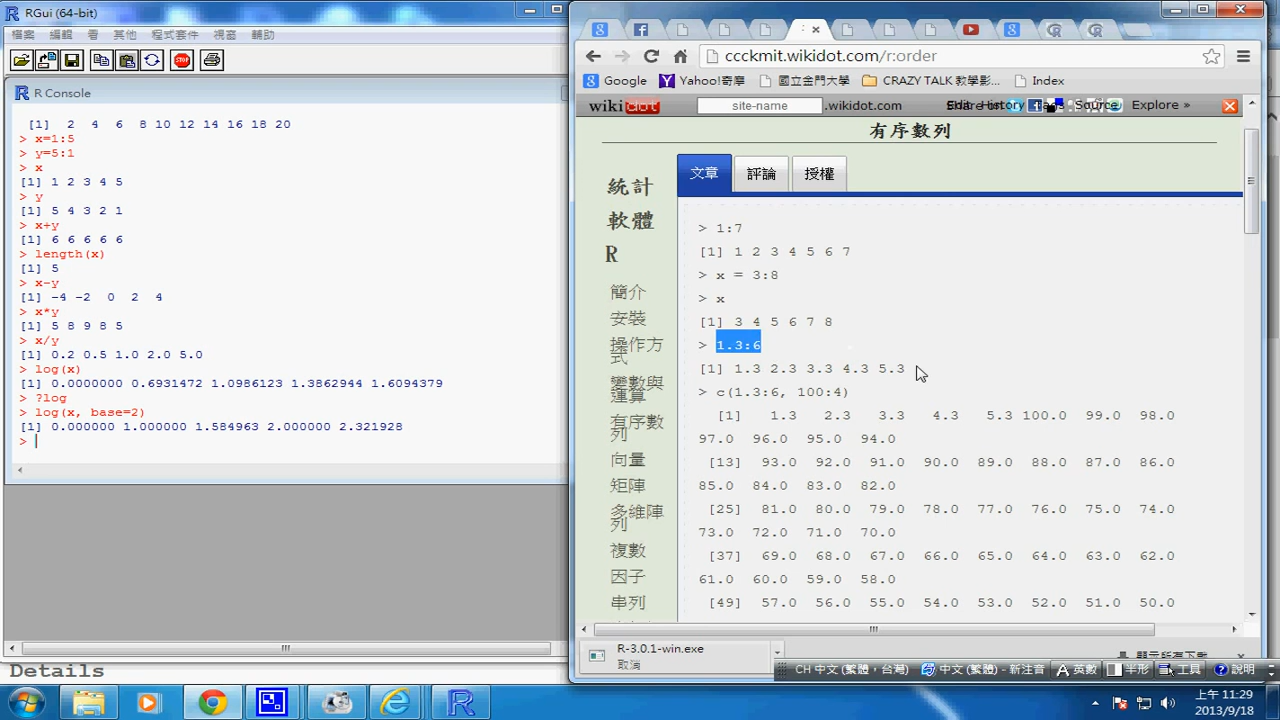 RGui (64-bit)
檔案 編輯 看 其他 程式套件 視窗 輔助
STOP
R Console
[1] 2 4 6 8 10 12 14 16 18 20
> x=1:5
> y=5:1
> x
[1] 1 2 3 4 5
> y
[1] 5 4 3 2 1
> x+y
[1] 6 6 6 6 6
> length(x)
[1] 5
> x-y
[1] -4 -2 0 2 4
> x*y
[1] 5 8 9 8 5
> x/y
[1] 0.2 0.5 1.0 2.0 5.0
> log(x)
[1] 0.0000000 0.6931472 1.0986123 1.3862944 1.6094379
> ?log
> log(x, base=2)
[1] 0.000000 1.000000 1.584963 2.000000 2.321928
>
Details
ccckmit.wikidot.com/r:order
Google Yahoo!奇摩 國立金門大學 CRAZY TALK 教學影... Index
wikidot site-name .wikidot.com Edit History Tags Source Explore »
有序數列
文章 評論 授權
統計
軟體
R
簡介
安裝
操作方
式
變數與
運算
有序數
列
向量
矩陣
多維陣
列
複數
因子
串列
> 1:7
[1] 1 2 3 4 5 6 7
> x = 3:8
> x
[1] 3 4 5 6 7 8
> 1.3:6
[1] 1.3 2.3 3.3 4.3 5.3
> c(1.3:6, 100:4)
[1] 1.3 2.3 3.3 4.3 5.3 100.0 99.0 98.0
97.0 96.0 95.0 94.0
[13] 93.0 92.0 91.0 90.0 89.0 88.0 87.0 86.0
85.0 84.0 83.0 82.0
[25] 81.0 80.0 79.0 78.0 77.0 76.0 75.0 74.0
73.0 72.0 71.0 70.0
[37] 69.0 68.0 67.0 66.0 65.0 64.0 63.0 62.0
61.0 60.0 59.0 58.0
[49] 57.0 56.0 55.0 54.0 53.0 52.0 51.0 50.0
R-3.0.1-win.exe
取消
顯示所有下載
CH 中文 (繁體，台灣) 中文 (繁體) - 新注音 A 英數 半形 工具 說明
上午 11:29
2013/9/18